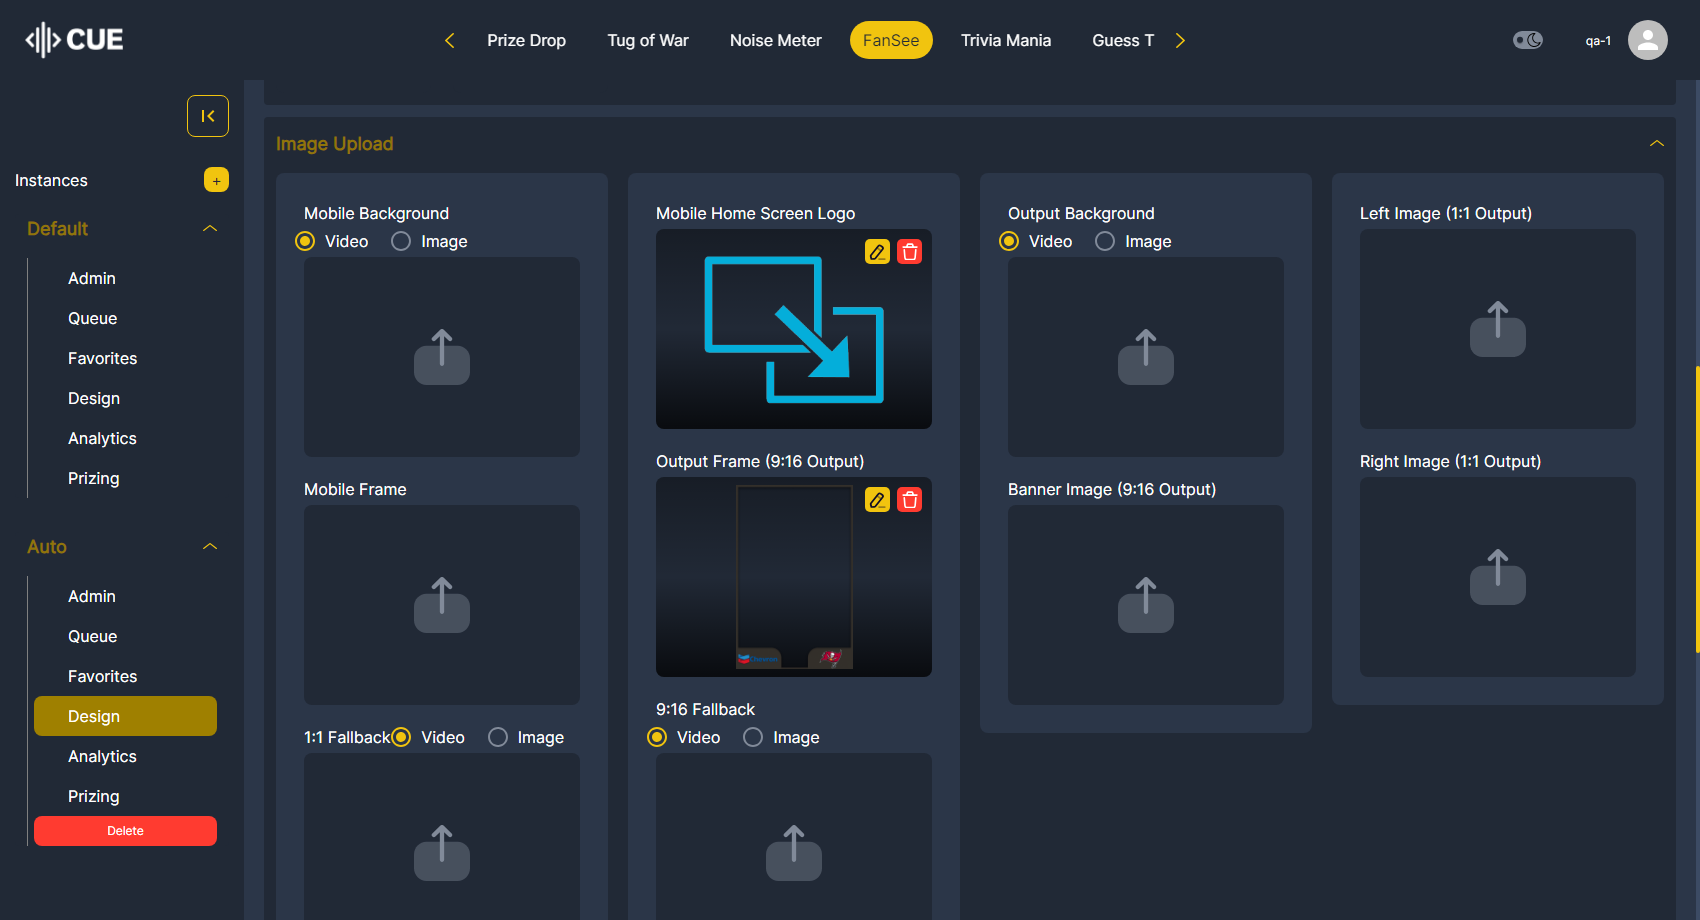 CUE
Prize Drop
Tug of War
Noise Meter
FanSee
Trivia Mania
Guess T
qa-1
Instances
+
Default
Admin
Queue
Favorites
Design
Analytics
Prizing
Auto
Admin
Queue
Favorites
Design
Analytics
Prizing
Delete
Image Upload
Mobile Background
Video Image
Mobile Frame
1:1 Fallback Video Image
Mobile Home Screen Logo
Output Frame (9:16 Output)
9:16 Fallback
Video Image
Output Background
Video Image
Banner Image (9:16 Output)
Left Image (1:1 Output)
Right Image (1:1 Output)